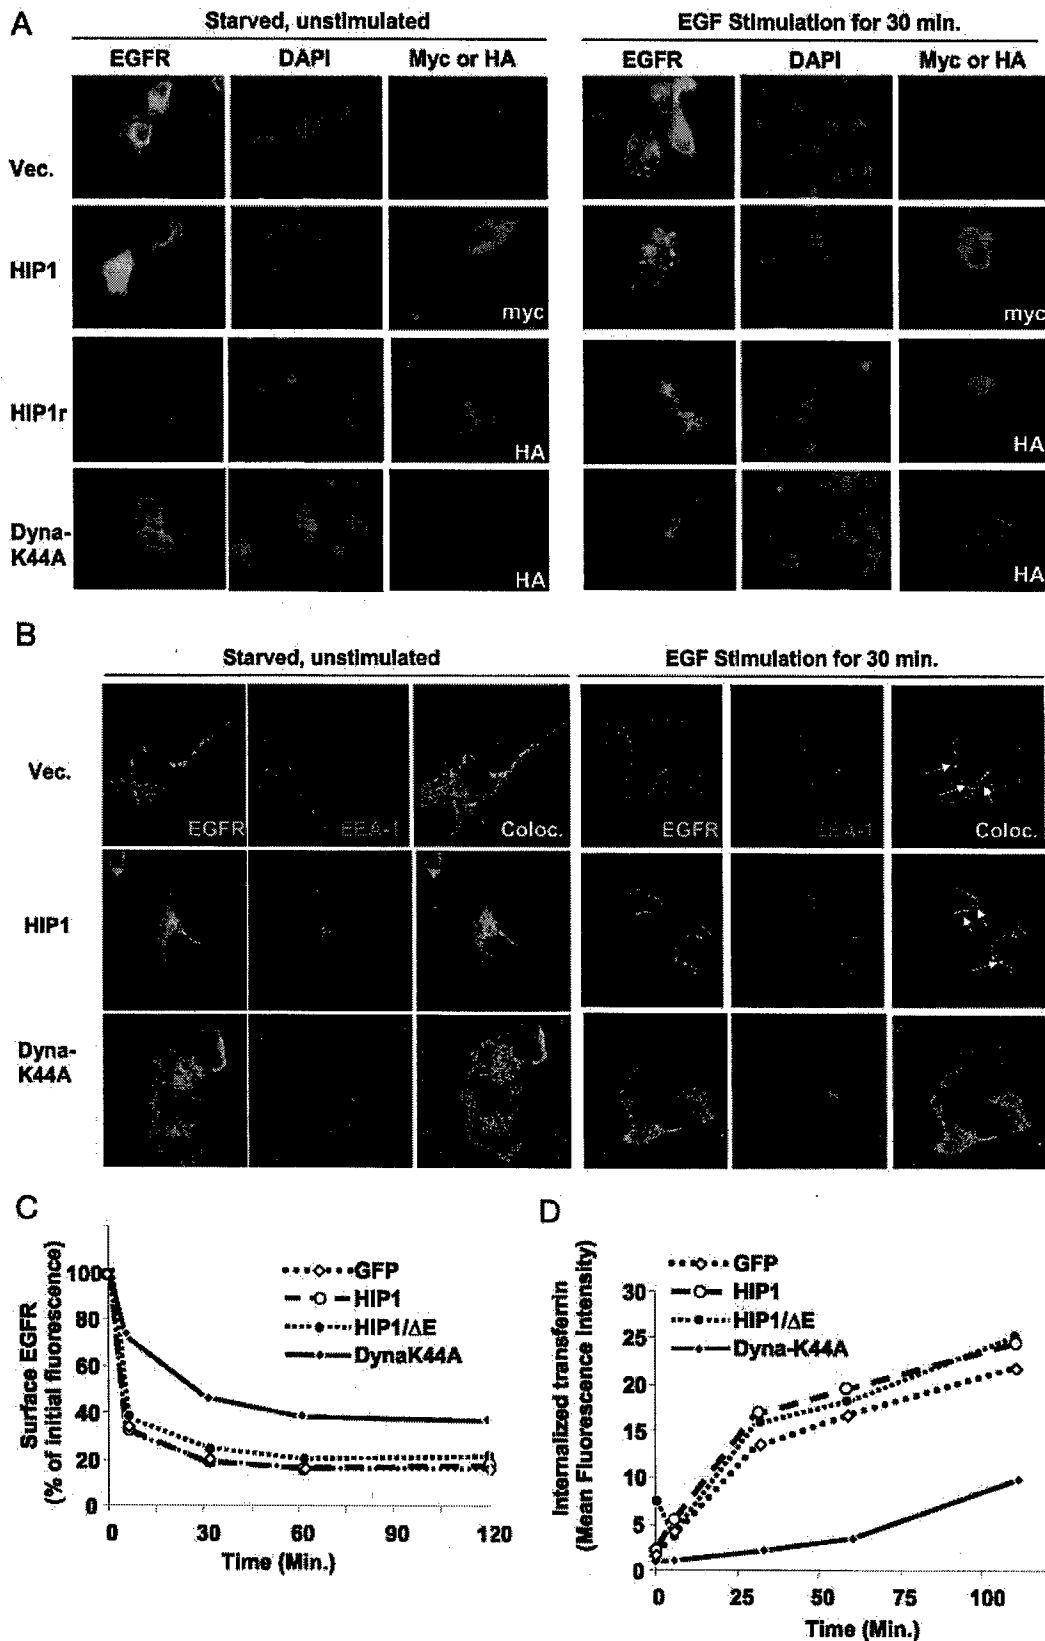 A
Starved, unstimulated
EGF Stimulation for 30 min.
EGFR DAPI Myc or HA
EGFR DAPI Myc or HA
Vec.
HIP1
myc
myc
HIP1r
HA
HA
Dyna-
K44A
HA
HA
B
Starved, unstimulated
EGF Stimulation for 30 min.
Vec.
EGFR
EEA-1
Coloc.
EGFR
EEA-1
Coloc.
HIP1
Dyna-
K44A
C
Surface EGFR
(% of initial fluorescence)
100
80
60
40
20
0
0 30 60 90 120
Time (Min.)
GFP
HIP1
HIP1/ΔE
DynaK44A
D
Internalized transferrin
(Mean Fluorescence Intensity)
30
25
20
15
10
5
0
0 25 50 75 100
Time (Min.)
GFP
HIP1
HIP1/ΔE
Dyna-K44A